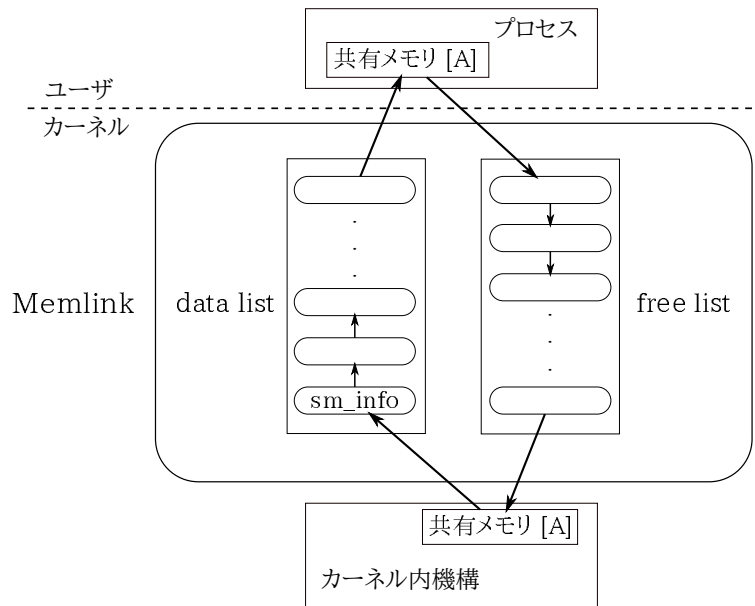 プロセス
共有メモリ [A]
ユーザ
カーネル
Memlink
data list
free list
sm_info
共有メモリ [A]
カーネル内機構